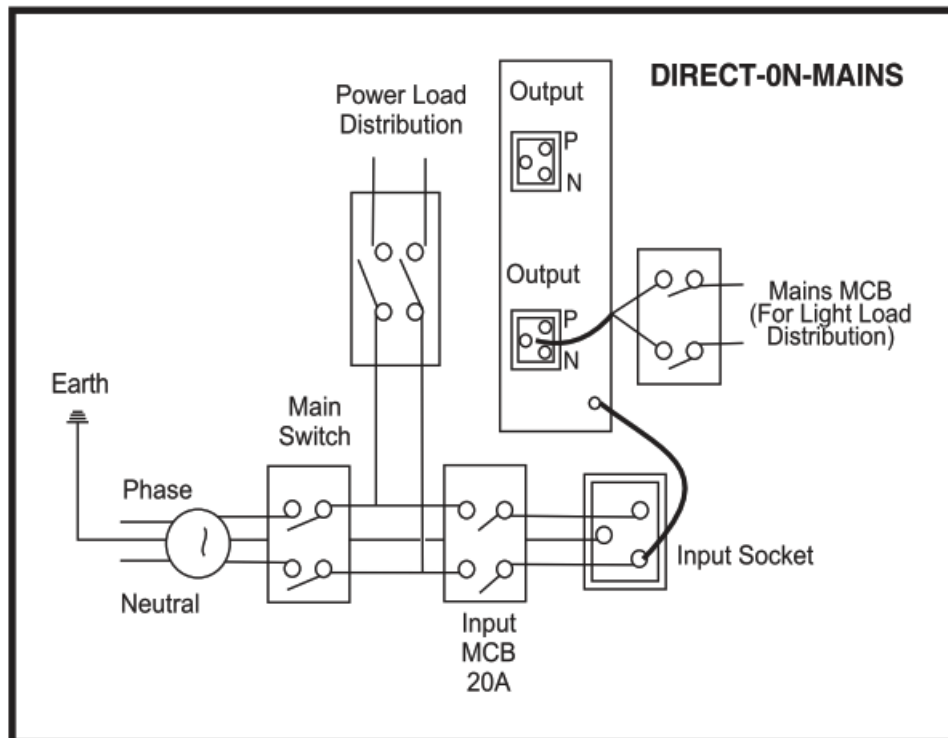 DIRECT-0N-MAINS
Power Load
Distribution
Output
P
N
Output
P
N
Mains MCB
(For Light Load
Distribution)
Earth
Main
Switch
Phase
Neutral
Input
MCB
20A
Input Socket